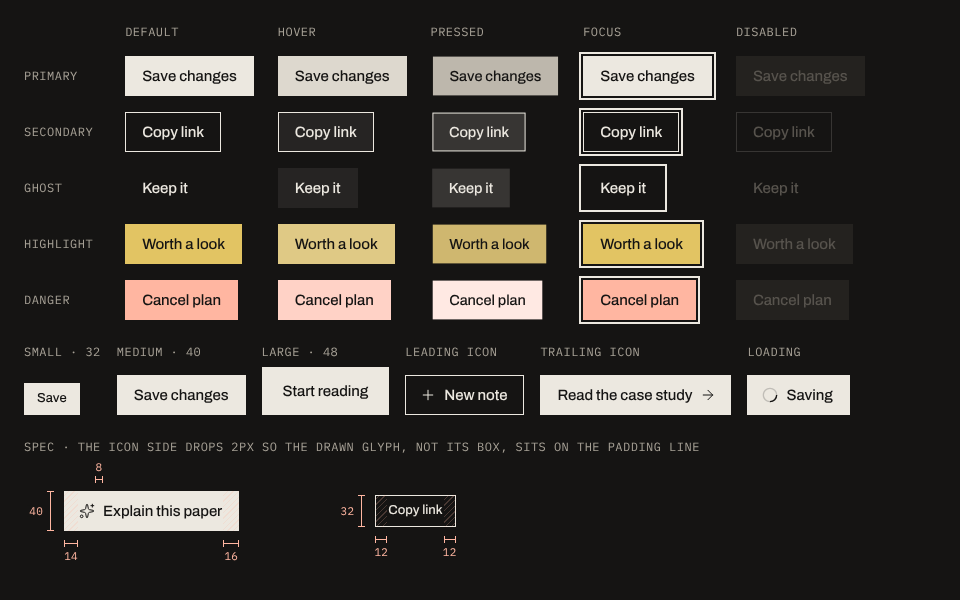 DEFAULT HOVER PRESSED FOCUS DISABLED
PRIMARY Save changes Save changes Save changes Save changes Save changes
SECONDARY Copy link Copy link Copy link Copy link Copy link
GHOST Keep it Keep it Keep it Keep it Keep it
HIGHLIGHT Worth a look Worth a look Worth a look Worth a look Worth a look
DANGER Cancel plan Cancel plan Cancel plan Cancel plan Cancel plan
SMALL · 32 MEDIUM · 40 LARGE · 48 LEADING ICON TRAILING ICON LOADING
Save Save changes Start reading New note Read the case study Saving
SPEC · THE ICON SIDE DROPS 2PX SO THE DRAWN GLYPH, NOT ITS BOX, SITS ON THE PADDING LINE
8
40 Explain this paper 32 Copy link
14 16 12 12